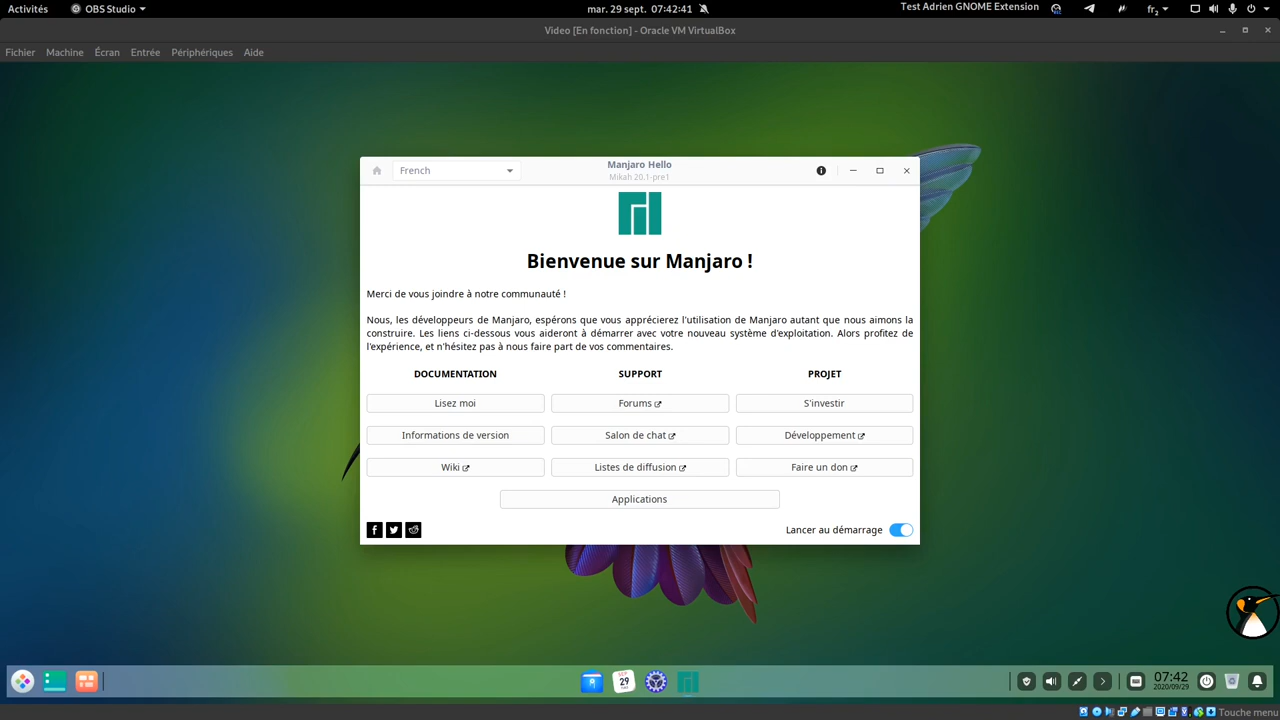 Activités
OBS Studio
mar. 29 sept. 07:42:41
Test Adrien GNOME Extension
fr₂
Video [En fonction] - Oracle VM VirtualBox
Fichier Machine Écran Entrée Périphériques Aide
French
Manjaro Hello
Mikah 20.1-pre1
Bienvenue sur Manjaro !
Merci de vous joindre à notre communauté !
Nous, les développeurs de Manjaro, espérons que vous apprécierez l'utilisation de Manjaro autant que nous aimons la
construire. Les liens ci-dessous vous aideront à démarrer avec votre nouveau système d'exploitation. Alors profitez de
l'expérience, et n'hésitez pas à nous faire part de vos commentaires.
DOCUMENTATION SUPPORT PROJET
Lisez moi Forums S'investir
Informations de version Salon de chat Développement
Wiki Listes de diffusion Faire un don
Applications
Lancer au démarrage
SEP
29
07:42
2020/09/29
Touche menu